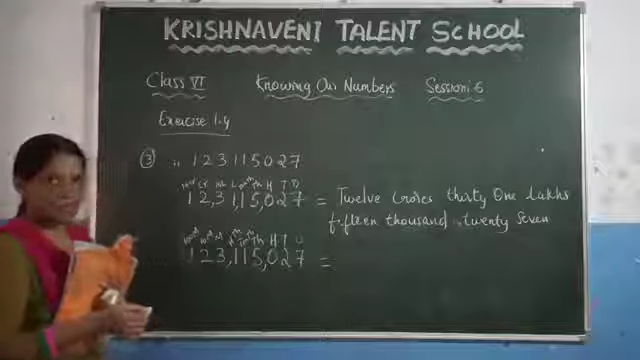 KRISHNAVENI TALENT SCHOOL
Class VI Knowing Our Numbers Session: 6
Exercise 1.4
③ 123115027
L T L H T O
12,31,15,027 = Twelve Crores thirty One lakhs
fifteen thousand, twenty Seven
M Th H T
123,115,027 =